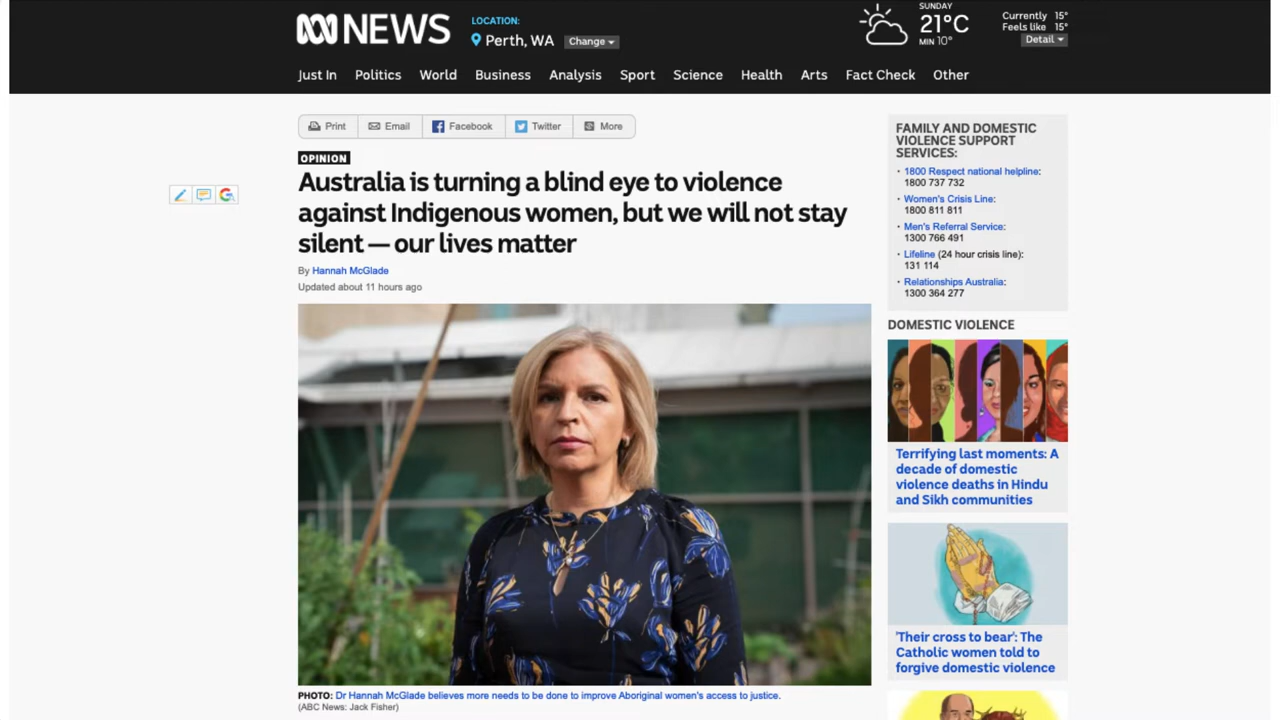 NEWS
LOCATION:
Perth, WA
Change
SUNDAY
21°C
MIN 10°
Currently 15°
Feels like 15°
Detail
Just In Politics World Business Analysis Sport Science Health Arts Fact Check Other
Print Email Facebook Twitter More
OPINION
Australia is turning a blind eye to violence
against Indigenous women, but we will not stay
silent — our lives matter
By Hannah McGlade
Updated about 11 hours ago
PHOTO: Dr Hannah McGlade believes more needs to be done to improve Aboriginal women's access to justice.
(ABC News: Jack Fisher)
FAMILY AND DOMESTIC
VIOLENCE SUPPORT
SERVICES:
• 1800 Respect national helpline:
1800 737 732
• Women's Crisis Line:
1800 811 811
• Men's Referral Service:
1300 766 491
• Lifeline (24 hour crisis line):
131 114
• Relationships Australia:
1300 364 277
DOMESTIC VIOLENCE
Terrifying last moments: A
decade of domestic
violence deaths in Hindu
and Sikh communities
'Their cross to bear': The
Catholic women told to
forgive domestic violence